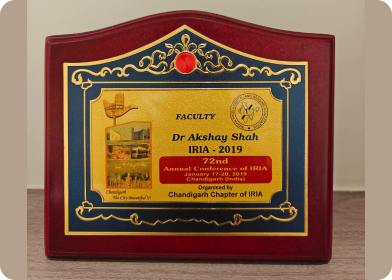 FACULTY
Dr Akshay Shah
IRIA - 2019
72nd
Annual Conference of IRIA
January 17-20, 2019
Chandigarh (India)
Organised by
Chandigarh Chapter of IRIA
Chandigarh
The City Beautiful !!!